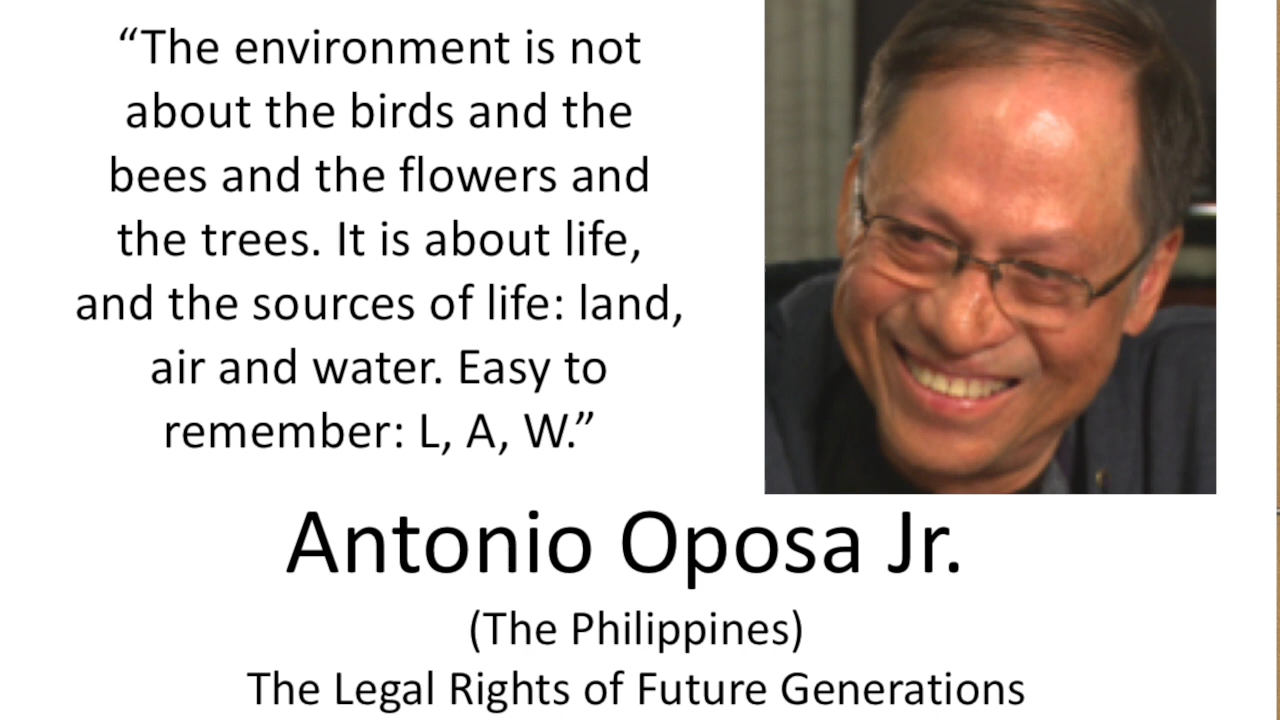 “The environment is not
about the birds and the
bees and the flowers and
the trees. It is about life,
and the sources of life: land,
air and water. Easy to
remember: L, A, W.”
Antonio Oposa Jr.
(The Philippines)
The Legal Rights of Future Generations